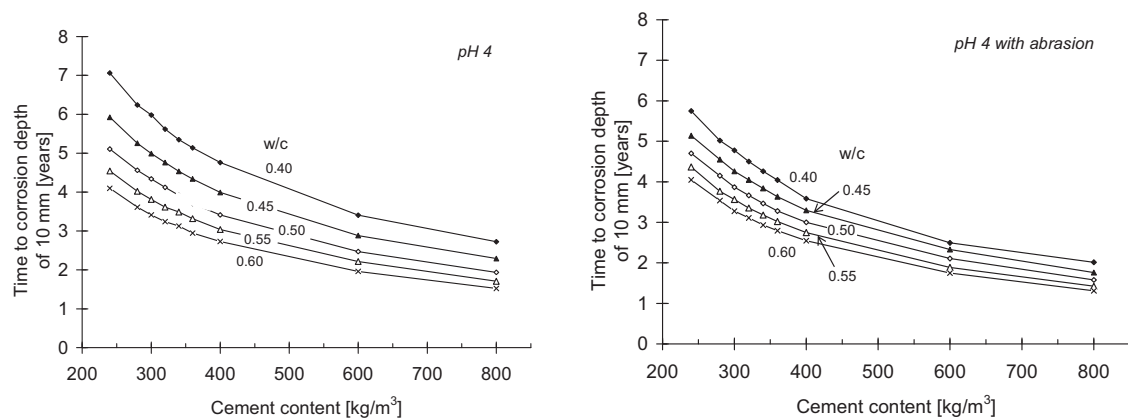 8
7
6
5
4
3
2
1
0
Time to corrosion depth
of 10 mm [years]
pH 4
w/c
0.40
0.45
0.50
0.55
0.60
200 300 400 500 600 700 800
Cement content [kg/m³]
8
7
6
5
4
3
2
1
0
Time to corrosion depth
of 10 mm [years]
pH 4 with abrasion
w/c
0.40
0.45
0.50
0.60
0.55
200 300 400 500 600 700 800
Cement content [kg/m³]